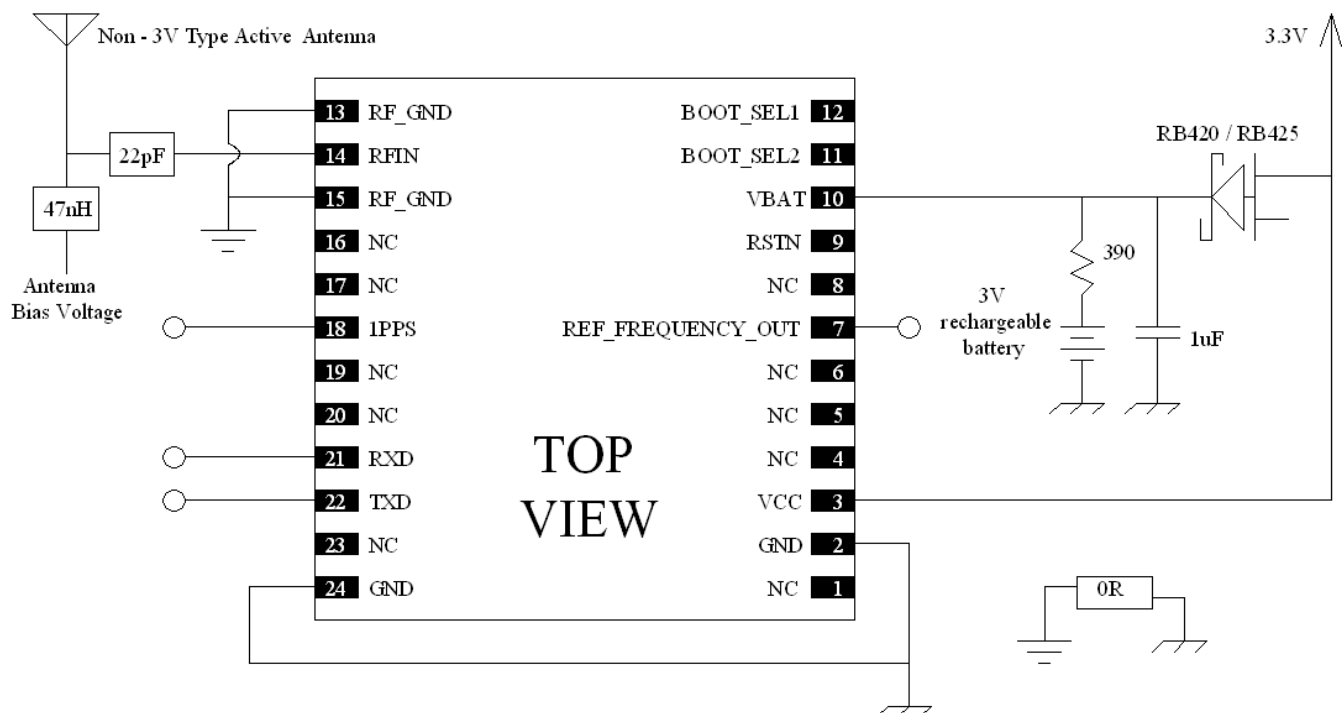 Non - 3V Type Active Antenna
3.3V
13 RF_GND
BOOT_SEL1 12
RB420 / RB425
22pF
14 RFIN
BOOT_SEL2 11
47nH
15 RF_GND
VBAT 10
16 NC
RSTN 9
390
Antenna
Bias Voltage
17 NC
NC 8
3V
rechargeable
battery
18 1PPS
REF_FREQUENCY_OUT 7
1uF
19 NC
NC 6
20 NC
NC 5
21 RXD
NC 4
TOP
VIEW
22 TXD
VCC 3
23 NC
GND 2
24 GND
NC 1
0R